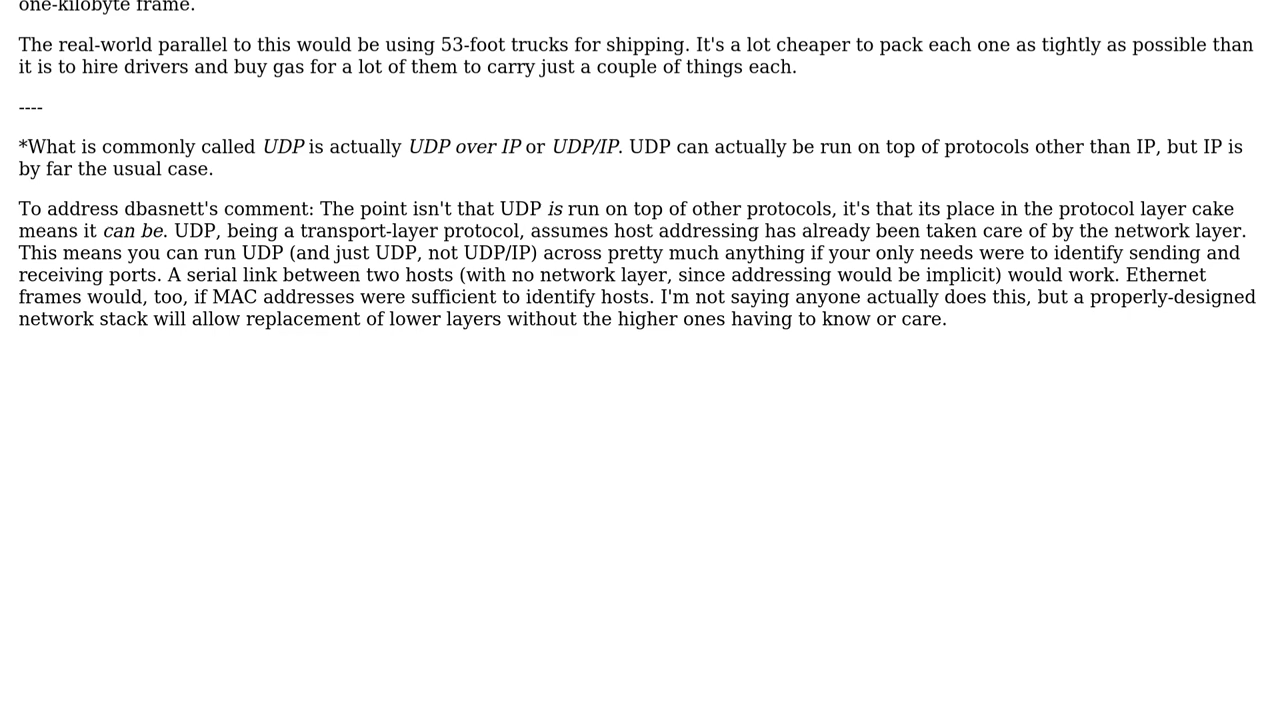 one-kilobyte frame.
The real-world parallel to this would be using 53-foot trucks for shipping. It's a lot cheaper to pack each one as tightly as possible than
it is to hire drivers and buy gas for a lot of them to carry just a couple of things each.
----
*What is commonly called UDP is actually UDP over IP or UDP/IP. UDP can actually be run on top of protocols other than IP, but IP is
by far the usual case.
To address dbasnett's comment: The point isn't that UDP is run on top of other protocols, it's that its place in the protocol layer cake
means it can be. UDP, being a transport-layer protocol, assumes host addressing has already been taken care of by the network layer.
This means you can run UDP (and just UDP, not UDP/IP) across pretty much anything if your only needs were to identify sending and
receiving ports. A serial link between two hosts (with no network layer, since addressing would be implicit) would work. Ethernet
frames would, too, if MAC addresses were sufficient to identify hosts. I'm not saying anyone actually does this, but a properly-designed
network stack will allow replacement of lower layers without the higher ones having to know or care.